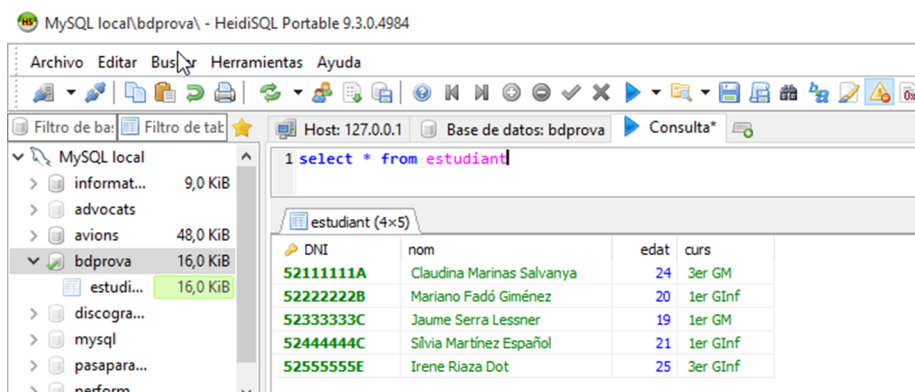 MySQL local\bdprova\ - HeidiSQL Portable 9.3.0.4984
Archivo Editar Buscar Herramientas Ayuda
Filtro de ba: Filtro de tab Host: 127.0.0.1 Base de datos: bdprova Consulta*
MySQL local
informat... 9,0 KiB
advocats
avions 48,0 KiB
bdprova 16,0 KiB
estudi... 16,0 KiB
discogra...
mysql
pasapara...
perform
1 select * from estudiant
estudiant (4×5)
DNI nom edat curs
52111111A Claudina Marinas Salvanya 24 3er GM
52222222B Mariano Fadó Giménez 20 1er GInf
52333333C Jaume Serra Lessner 19 1er GM
52444444C Sílvia Martínez Español 21 1er GInf
52555555E Irene Riaza Dot 25 3er GInf